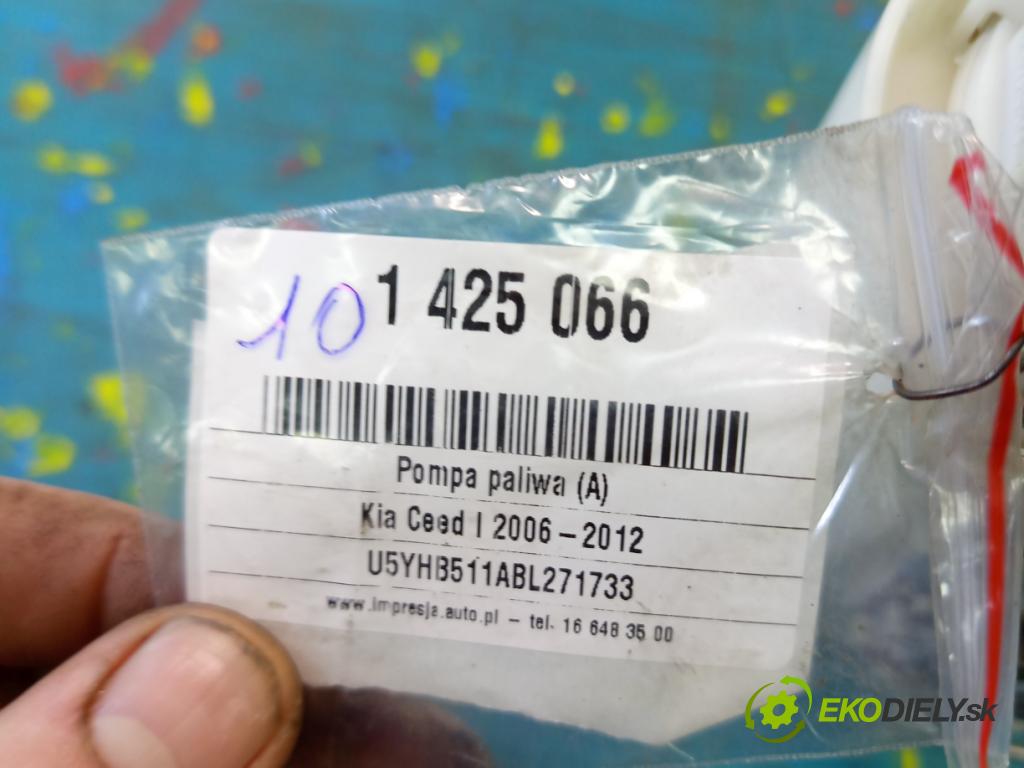 10 1 425 066
Pompa paliwa (A)
Kia Ceed I 2006 – 2012
U5YHB511ABL271733
www.impresja.auto.pl – tel. 16 648 35 00
EKODIELY.sk